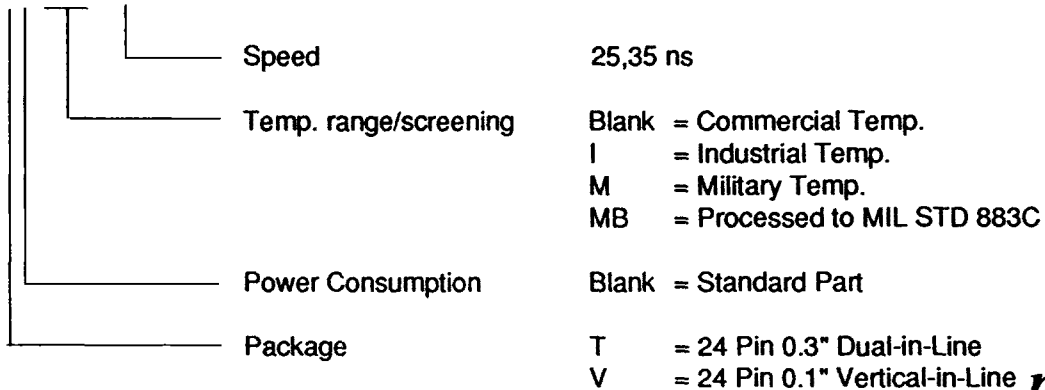 Speed 25,35 ns
Temp. range/screening Blank = Commercial Temp.
I = Industrial Temp.
M = Military Temp.
MB = Processed to MIL STD 883C
Power Consumption Blank = Standard Part
Package T = 24 Pin 0.3" Dual-in-Line
V = 24 Pin 0.1" Vertical-in-Line